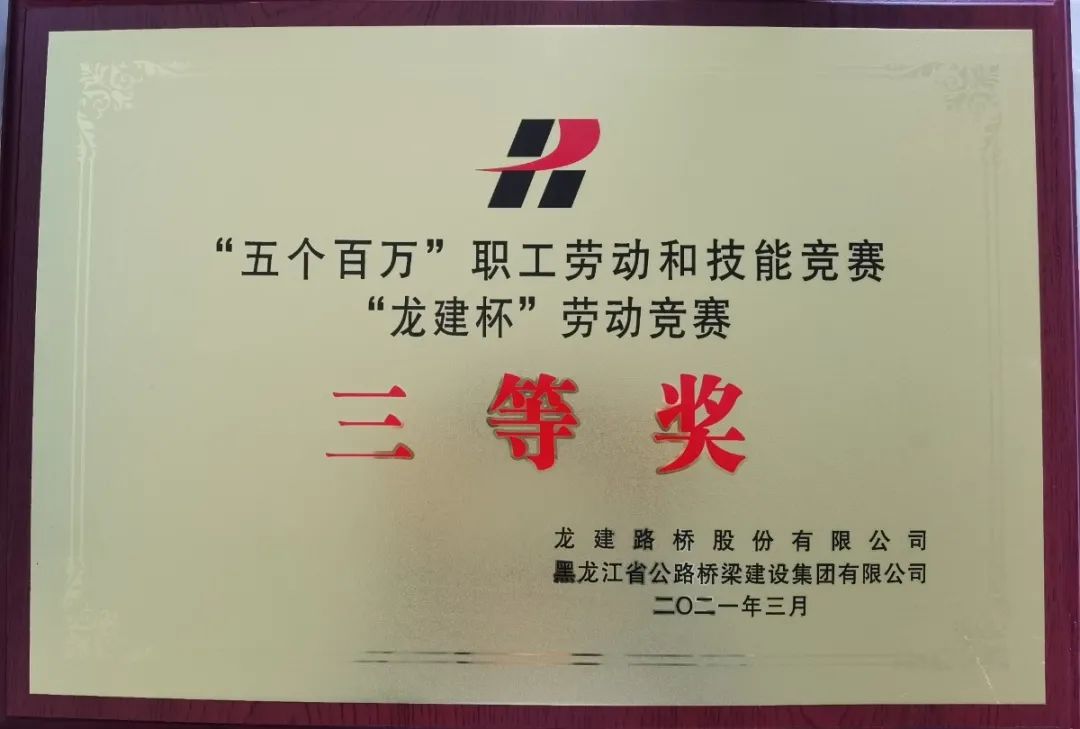 “五个百万”职工劳动和技能竞赛
“龙建杯”劳动竞赛
三等奖
龙建路桥股份有限公司
黑龙江省公路桥梁建设集团有限公司
二〇二一年三月